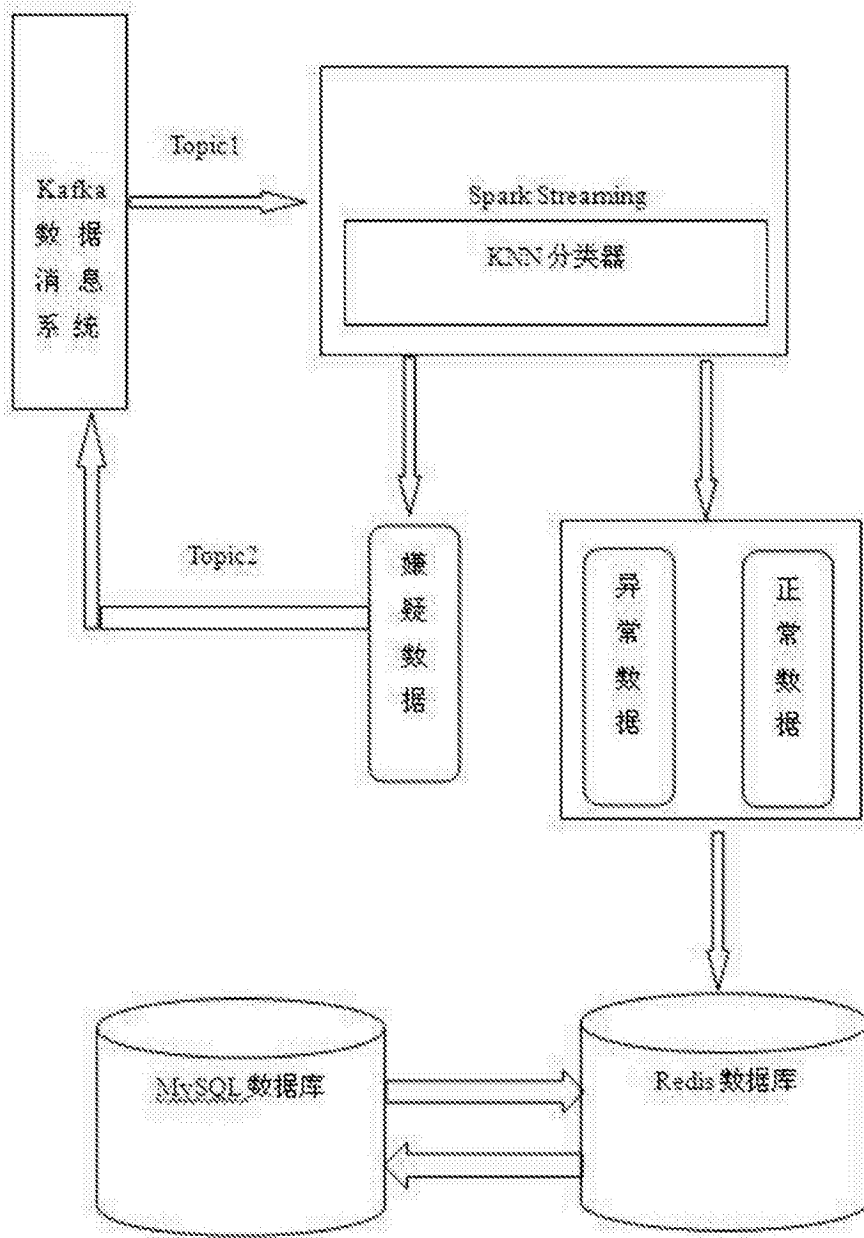 Kafka
数 据
消 息
系 统
Topic1
Spark Streaming
KNN 分类器
Topic2
嫌
疑
数
据
异
常
数
据
正
常
数
据
MySQL 数据库
Redis 数据库